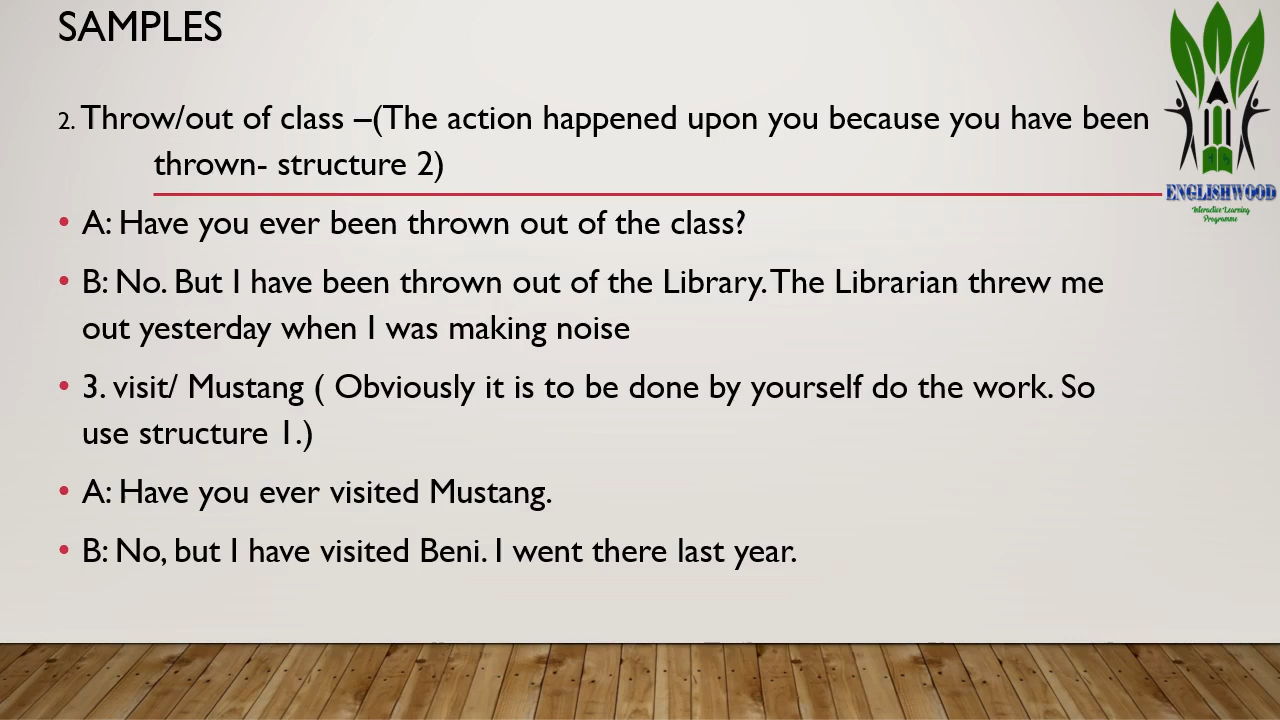 SAMPLES
2. Throw/out of class –(The action happened upon you because you have been
thrown- structure 2)
• A: Have you ever been thrown out of the class?
• B: No. But I have been thrown out of the Library. The Librarian threw me
out yesterday when I was making noise
• 3. visit/ Mustang ( Obviously it is to be done by yourself do the work. So
use structure 1.)
• A: Have you ever visited Mustang.
• B: No, but I have visited Beni. I went there last year.
ENGLISHWOOD
Interactive Learning
Programme